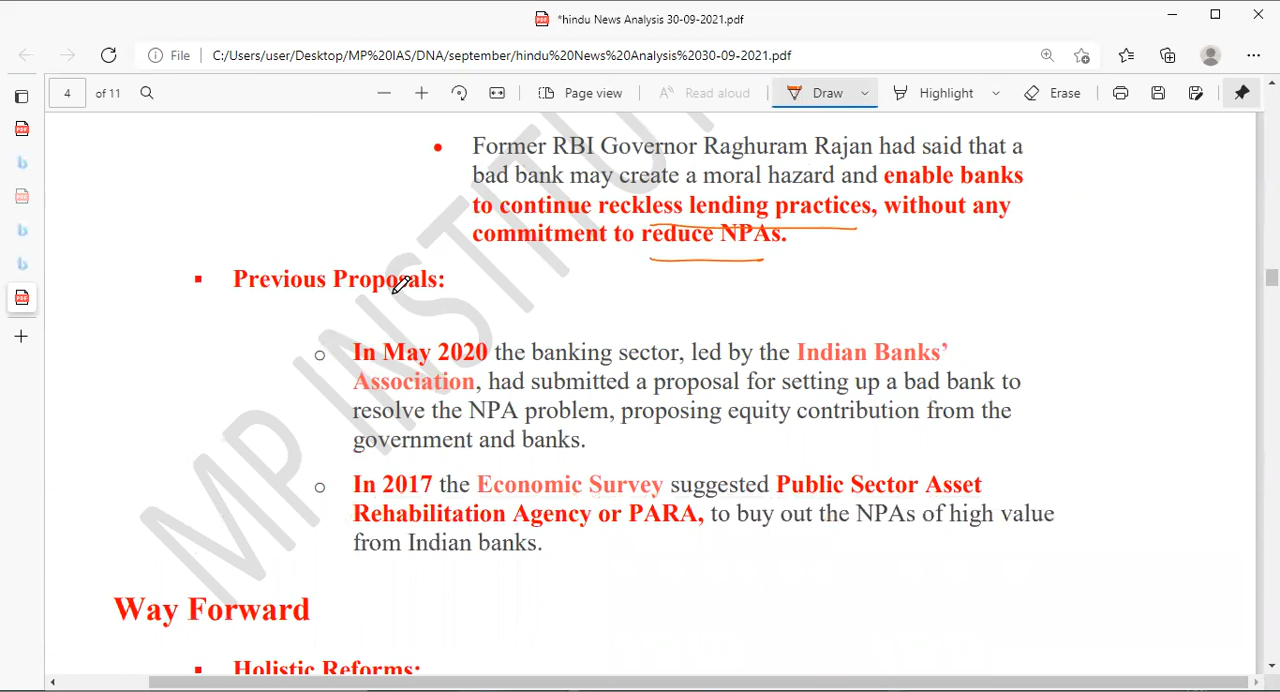 *hindu News Analysis 30-09-2021.pdf
File
C:/Users/user/Desktop/MP%20IAS/DNA/september/hindu%20News%20Analysis%2030-09-2021.pdf
4 of 11 Page view Read aloud Draw Highlight Erase
• Former RBI Governor Raghuram Rajan had said that a
bad bank may create a moral hazard and enable banks
to continue reckless lending practices, without any
commitment to reduce NPAs.
▪ Previous Proposals:
o In May 2020 the banking sector, led by the Indian Banks’
Association, had submitted a proposal for setting up a bad bank to
resolve the NPA problem, proposing equity contribution from the
government and banks.
o In 2017 the Economic Survey suggested Public Sector Asset
Rehabilitation Agency or PARA, to buy out the NPAs of high value
from Indian banks.
Way Forward
▪ Holistic Reforms:
MP INSTITU